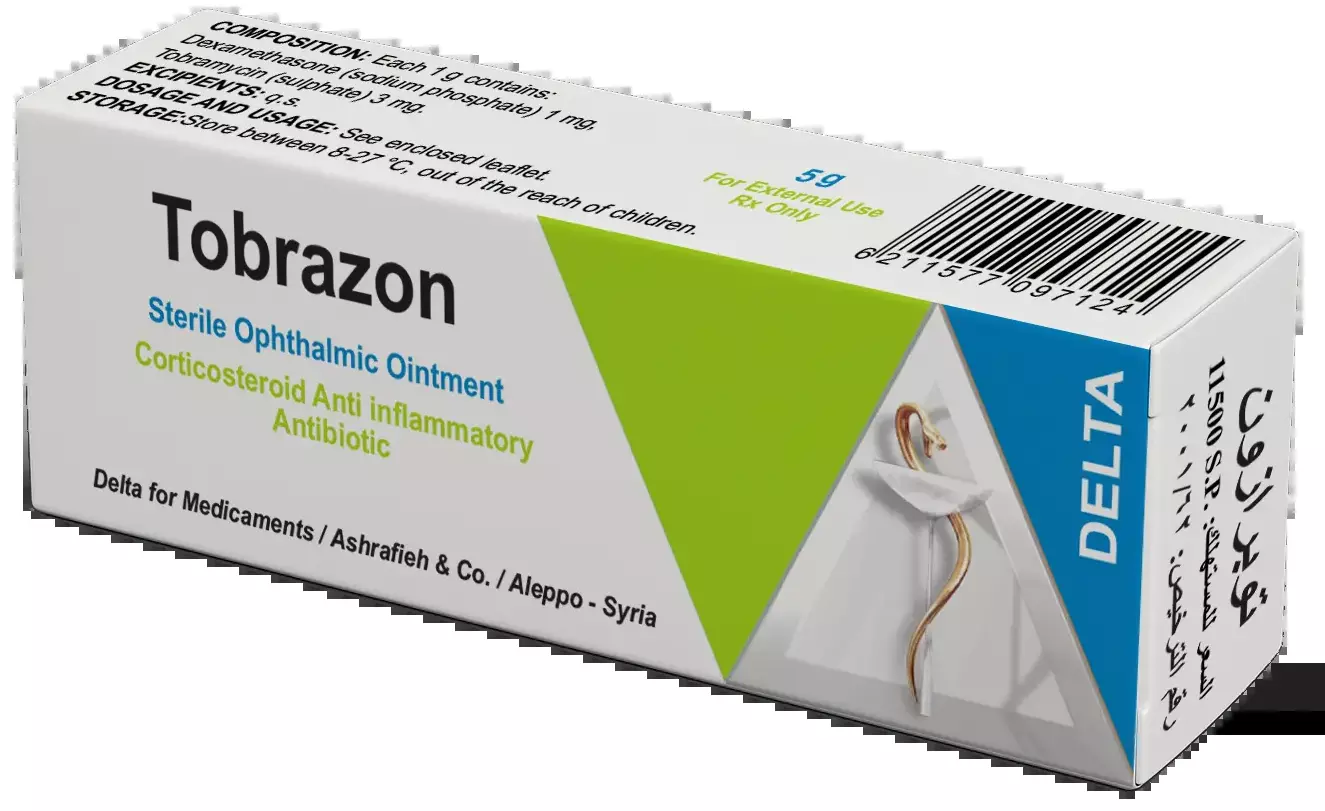 COMPOSITION: Each 1 g contains:
Dexamethasone (sodium phosphate) 1 mg,
Tobramycin (sulphate) 3 mg.
EXCIPIENTS: q.s.
DOSAGE AND USAGE: See enclosed leaflet.
STORAGE:Store between 8-27 °C, out of the reach of children.
5g
For External Use
Rx Only
6 211577 097124
Tobrazon
Sterile Ophthalmic Ointment
Corticosteroid Anti inflammatory
Antibiotic
Delta for Medicaments / Ashrafieh & Co. / Aleppo - Syria
DELTA
توبرازون
السعر للمستهلك: 11500 S.P.
رقم الترخيص: